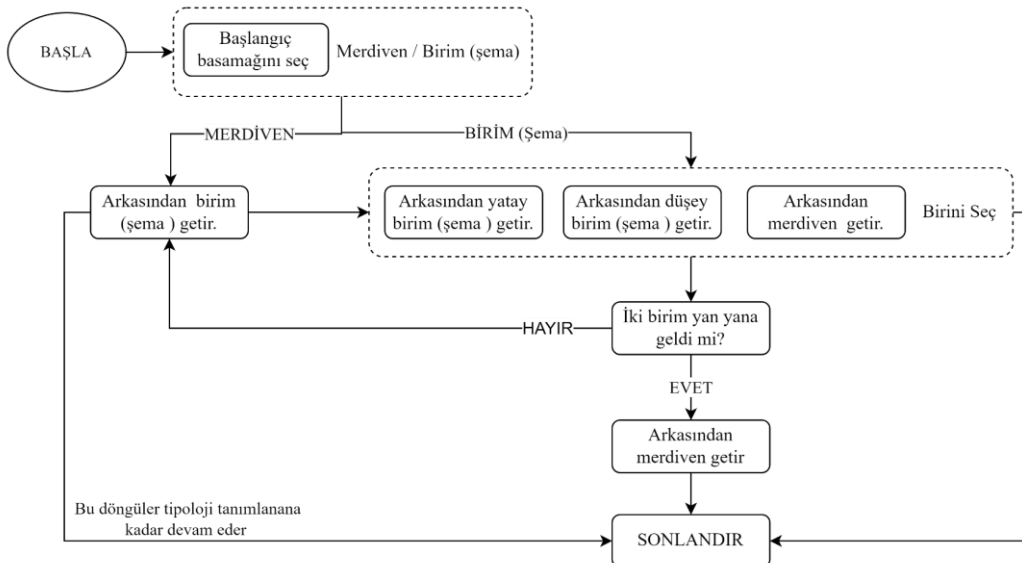 BAŞLA
Başlangıç
basamağını seç
Merdiven / Birim (şema)
MERDİVEN
BİRİM (Şema)
Arkasından birim
(şema ) getir.
Arkasından yatay
birim (şema ) getir.
Arkasından düşey
birim (şema ) getir.
Arkasından
merdiven getir.
Birini Seç
İki birim yan yana
geldi mi?
HAYIR
EVET
Arkasından
merdiven getir
Bu döngüler tipoloji tanımlanana
kadar devam eder
SONLANDIR